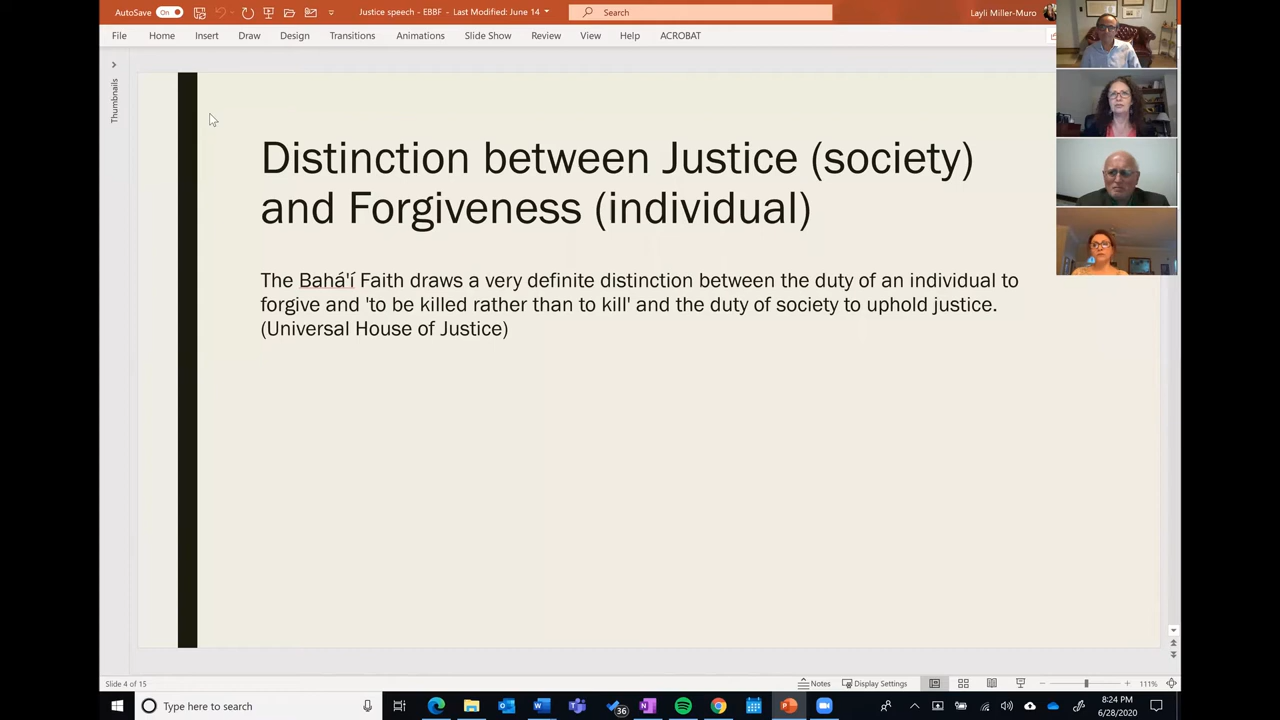 AutoSave On Justice speech - EBBF - Last Modified: June 14 Search Layli Miller-Muro
File Home Insert Draw Design Transitions Animations Slide Show Review View Help ACROBAT
Thumbnails
Distinction between Justice (society)
and Forgiveness (individual)
The Bahá'í Faith draws a very definite distinction between the duty of an individual to
forgive and 'to be killed rather than to kill' and the duty of society to uphold justice.
(Universal House of Justice)
Slide 4 of 15 Notes Display Settings 111%
Type here to search 36 8:24 PM
6/28/2020